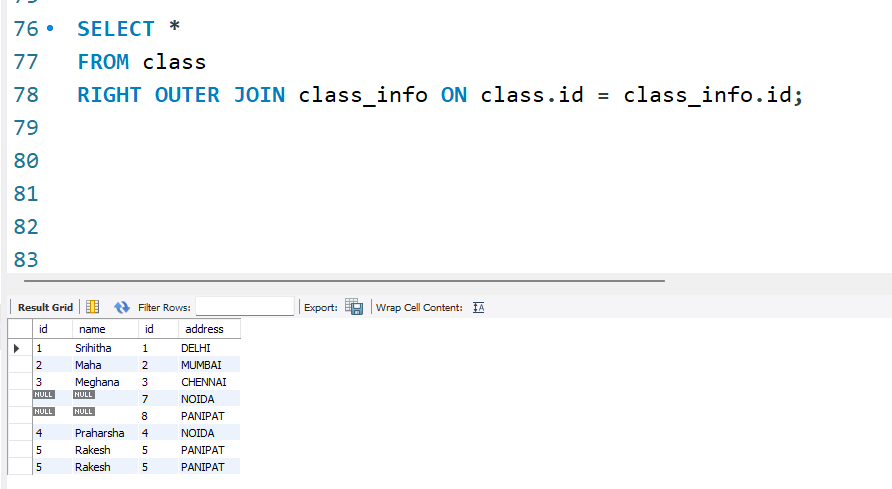 76 SELECT *
77 FROM class
78 RIGHT OUTER JOIN class_info ON class.id = class_info.id;
79
80
81
82
83
Result Grid Filter Rows: Export: Wrap Cell Content:
id name id address
1 Srihitha 1 DELHI
2 Maha 2 MUMBAI
3 Meghana 3 CHENNAI
NULL NULL 7 NOIDA
NULL NULL 8 PANIPAT
4 Praharsha 4 NOIDA
5 Rakesh 5 PANIPAT
5 Rakesh 5 PANIPAT